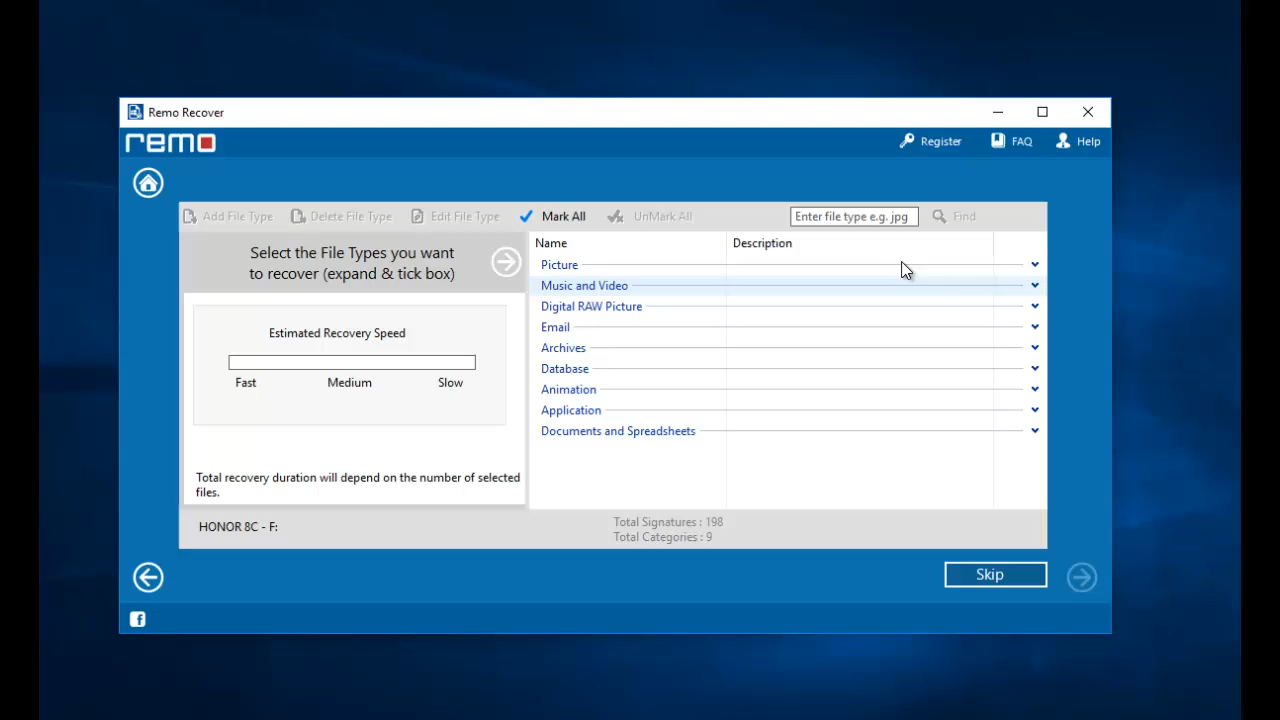 Remo Recover
remo
Register FAQ Help
Add File Type Delete File Type Edit File Type Mark All UnMark All Enter file type e.g. jpg Find
Select the File Types you want
to recover (expand & tick box)
Estimated Recovery Speed
Fast Medium Slow
Total recovery duration will depend on the number of selected
files.
Name Description
Picture
Music and Video
Digital RAW Picture
Email
Archives
Database
Animation
Application
Documents and Spreadsheets
HONOR 8C - F:
Total Signatures : 198
Total Categories : 9
Skip
f